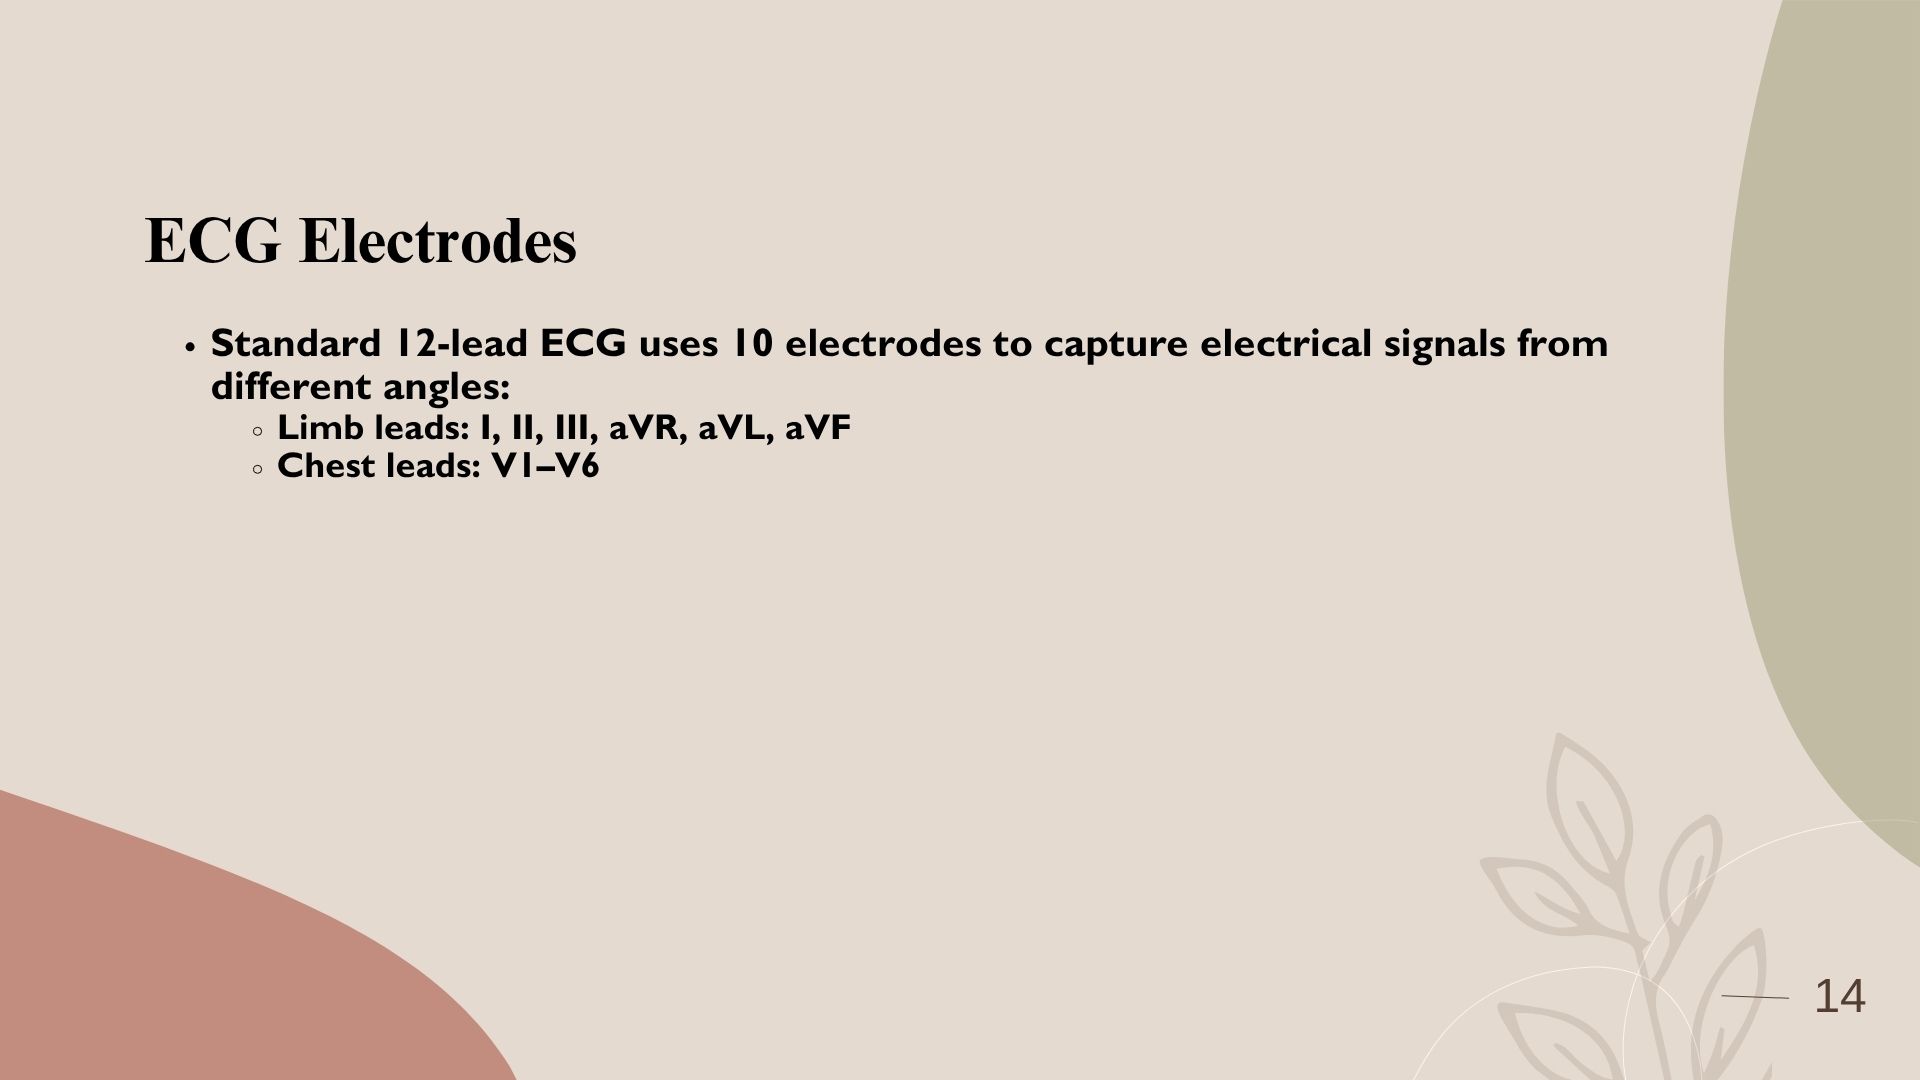 ECG Electrodes
• Standard 12-lead ECG uses 10 electrodes to capture electrical signals from
different angles:
○ Limb leads: I, II, III, aVR, aVL, aVF
○ Chest leads: V1–V6
14